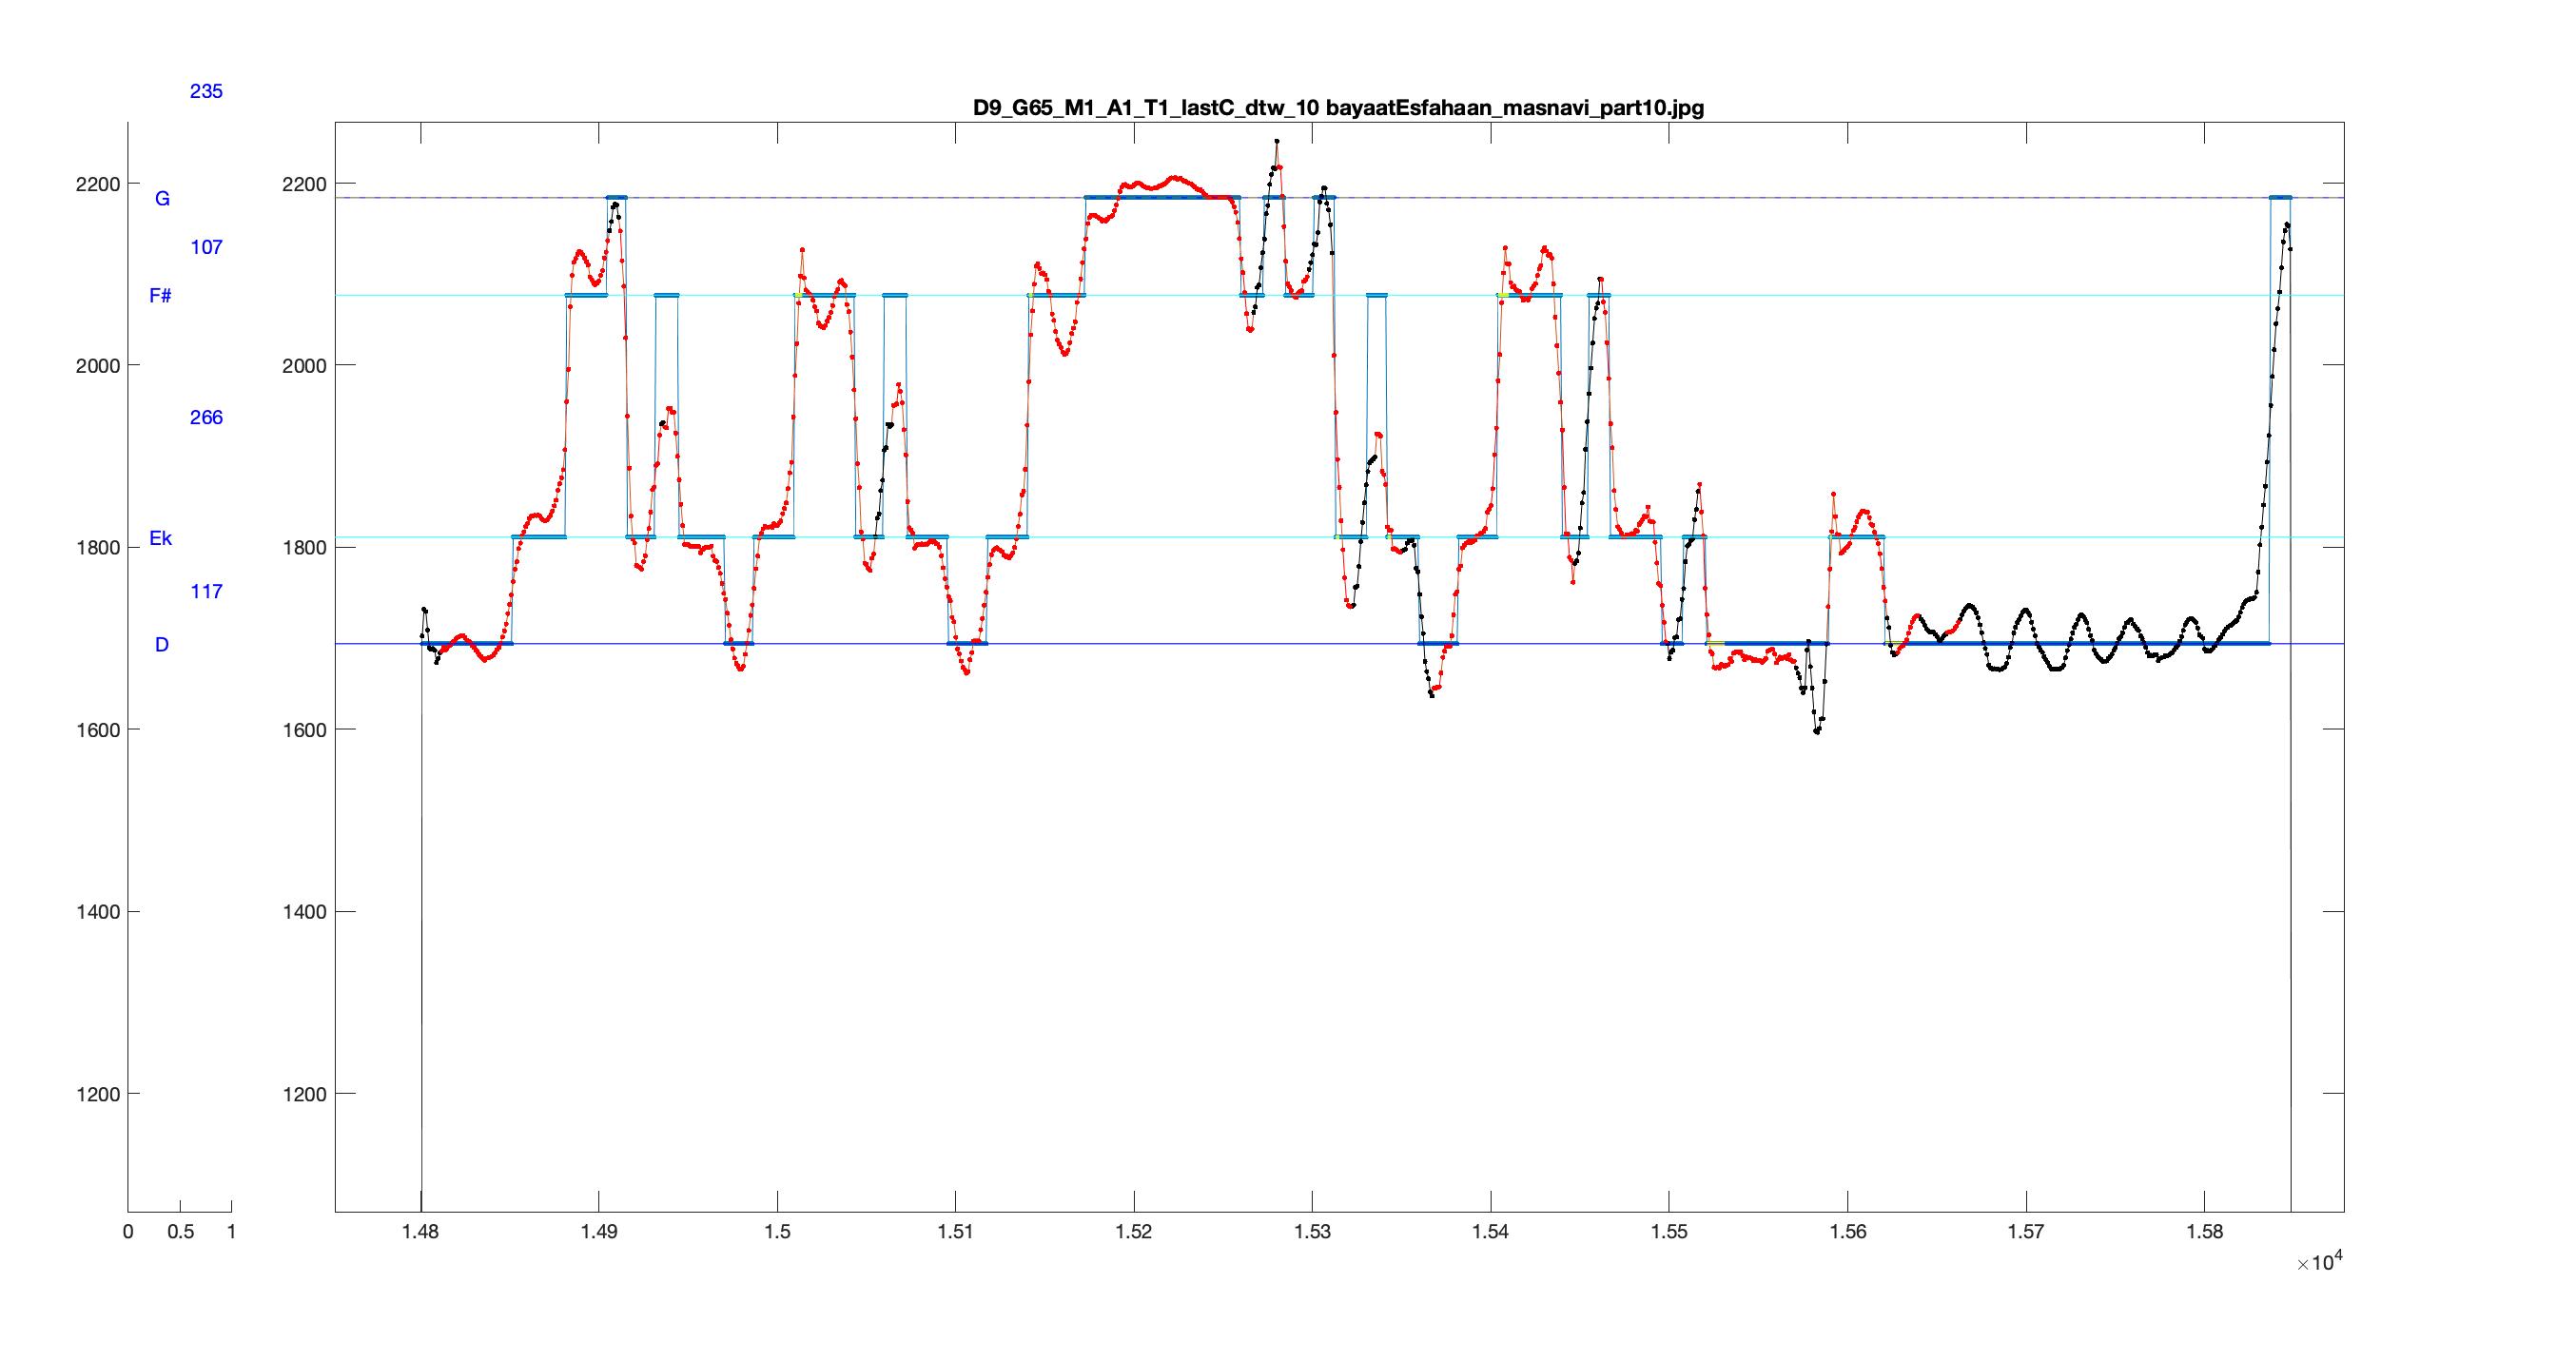 D9_G65_M1_A1_T1_lastC_dtw_10 bayaatEsfahaan_masnavi_part10.jpg
235
2200
G
2200
107
F#
2000
2000
266
1800
Ek
1800
117
D
1600
1600
1400
1400
1200
1200
0 0.5 1
1.48 1.49 1.5 1.51 1.52 1.53 1.54 1.55 1.56 1.57 1.58
×10⁴